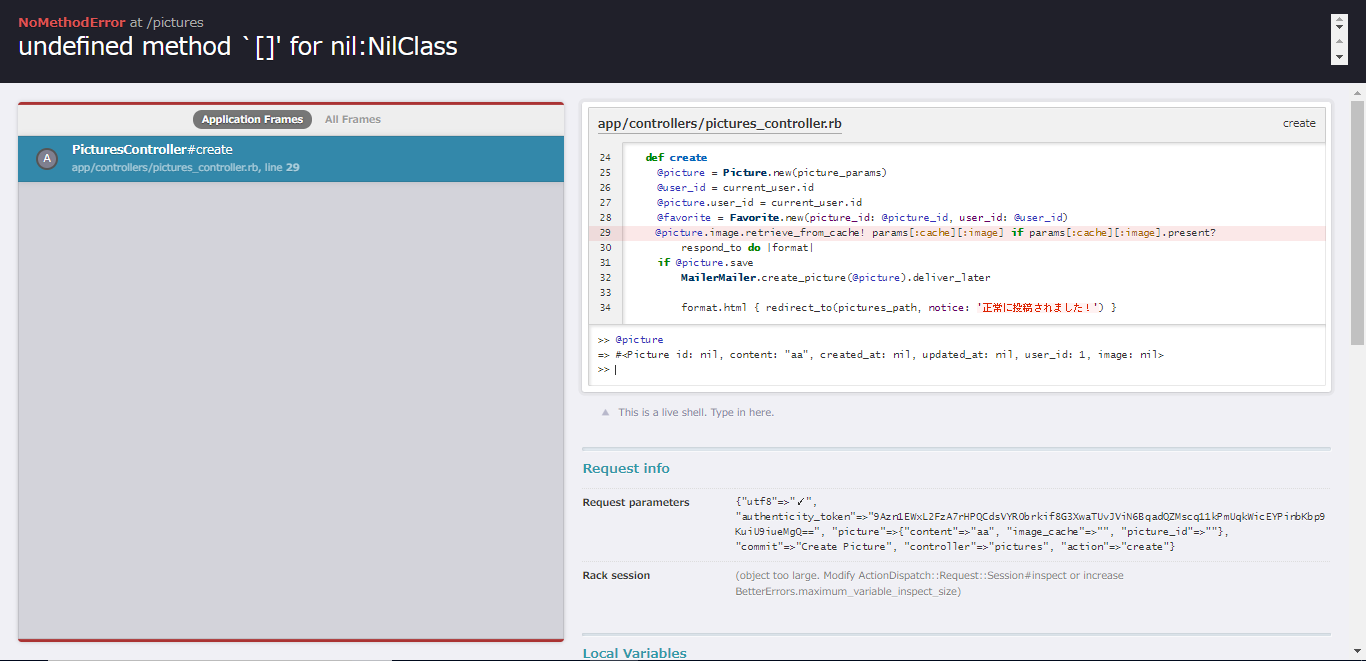 NoMethodError at /pictures
undefined method `[]' for nil:NilClass
Application Frames All Frames
A
PicturesController#create
app/controllers/pictures_controller.rb, line 29
app/controllers/pictures_controller.rb create
24 def create
25 @picture = Picture.new(picture_params)
26 @user_id = current_user.id
27 @picture.user_id = current_user.id
28 @favorite = Favorite.new(picture_id: @picture_id, user_id: @user_id)
29 @picture.image.retrieve_from_cache! params[:cache][:image] if params[:cache][:image].present?
30 respond_to do |format|
31 if @picture.save
32 MailerMailer.create_picture(@picture).deliver_later
33
34 format.html { redirect_to(pictures_path, notice: '正常に投稿されました！') }
>> @picture
=> #<Picture id: nil, content: "aa", created_at: nil, updated_at: nil, user_id: 1, image: nil>
>>
This is a live shell. Type in here.
Request info
Request parameters
{"utf8"=>"✓",
"authenticity_token"=>"9Azr1EWxL2FzA7rHPQCdsVYRObrkif8G3XwaTUvJViN6BqadQZMscq11kPmUqkWicEYPirbKbp9
KuiU9iueMgQ==", "picture"=>{"content"=>"aa", "image_cache"=>"", "picture_id"=>""},
"commit"=>"Create Picture", "controller"=>"pictures", "action"=>"create"}
Rack session
(object too large. Modify ActionDispatch::Request::Session#inspect or increase
BetterErrors.maximum_variable_inspect_size)
Local Variables